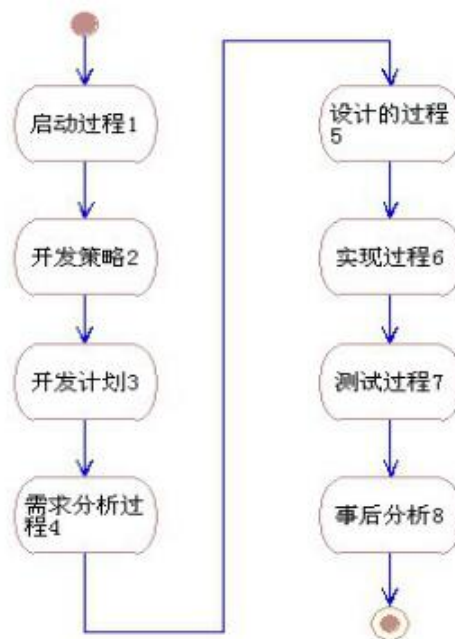 启动过程1
开发策略2
开发计划3
需求分析过
程4
设计的过程
5
实现过程6
测试过程7
事后分析8